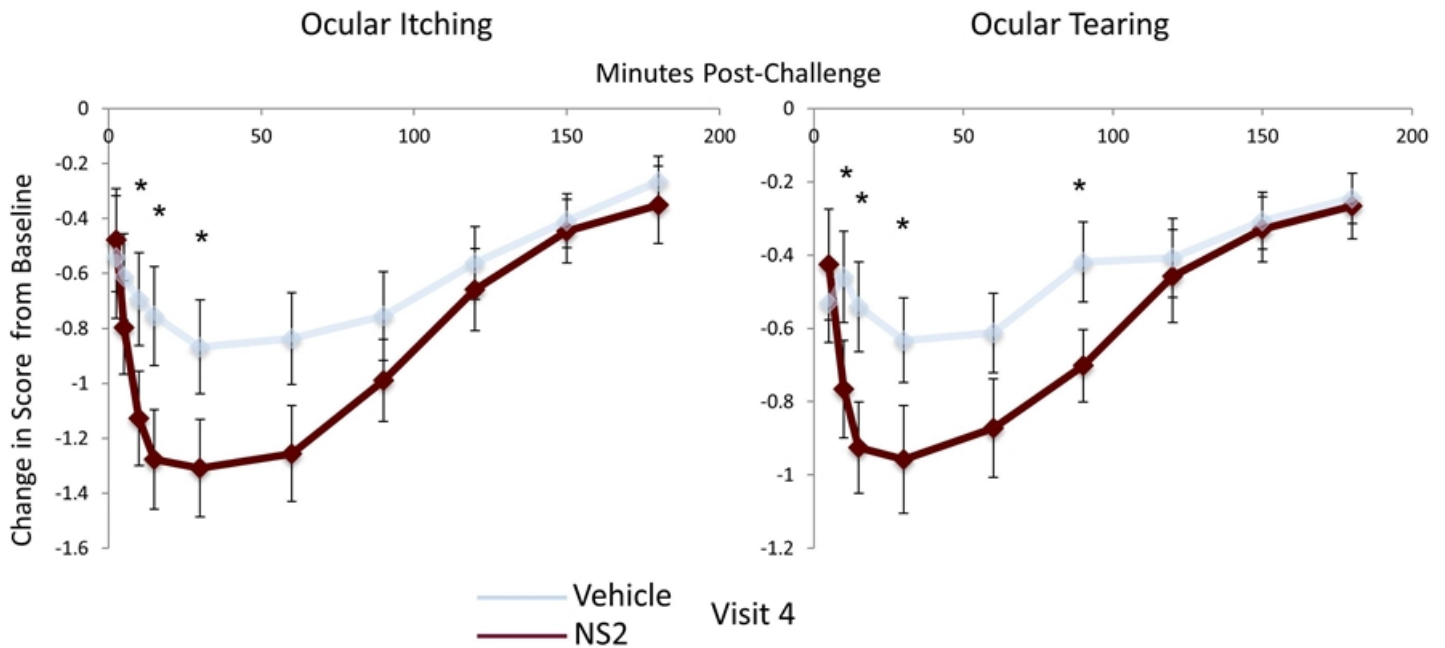 Ocular Itching
Ocular Tearing
Minutes Post-Challenge
0
0 50 100 150 200
-0.2
-0.4
-0.6
-0.8
-1
-1.2
-1.4
-1.6
* * *
Change in Score from Baseline
0
0 50 100 150 200
-0.2
-0.4
-0.6
-0.8
-1
-1.2
* * * *
Vehicle
NS2
Visit 4